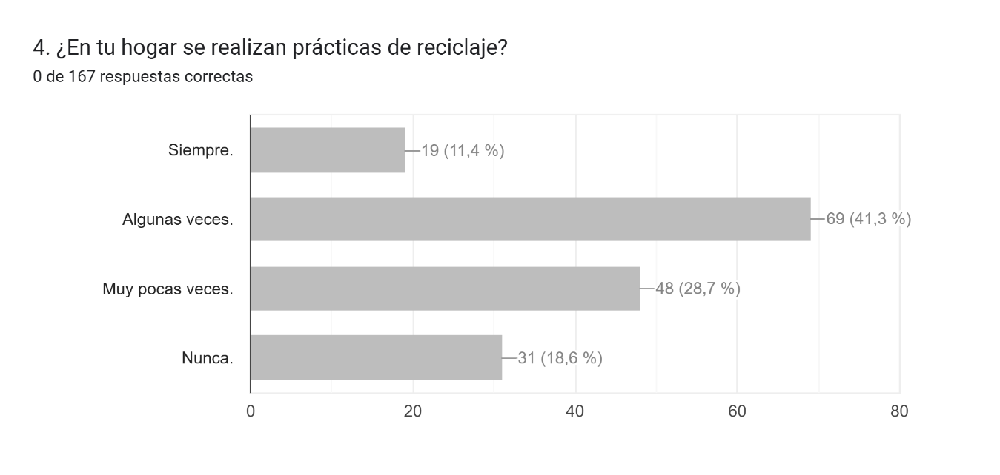 4. ¿En tu hogar se realizan prácticas de reciclaje?
0 de 167 respuestas correctas
Siempre.
19 (11,4 %)
Algunas veces.
69 (41,3 %)
Muy pocas veces.
48 (28,7 %)
Nunca.
31 (18,6 %)
0 20 40 60 80